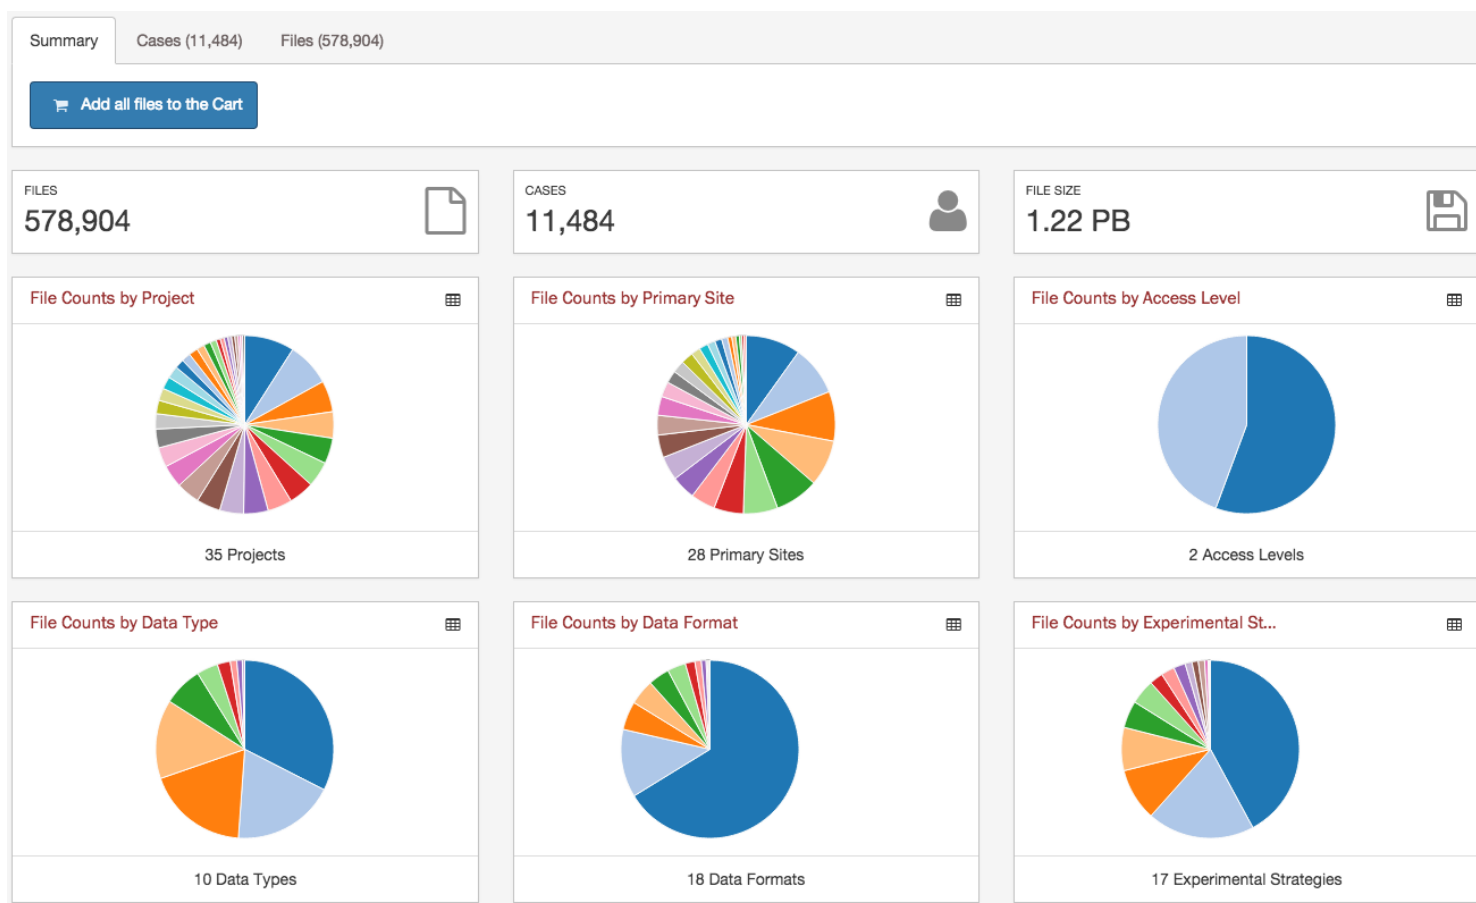 Summary
Cases (11,484)
Files (578,904)
Add all files to the Cart
FILES
578,904
CASES
11,484
FILE SIZE
1.22 PB
File Counts by Project
35 Projects
File Counts by Primary Site
28 Primary Sites
File Counts by Access Level
2 Access Levels
File Counts by Data Type
10 Data Types
File Counts by Data Format
18 Data Formats
File Counts by Experimental St...
17 Experimental Strategies